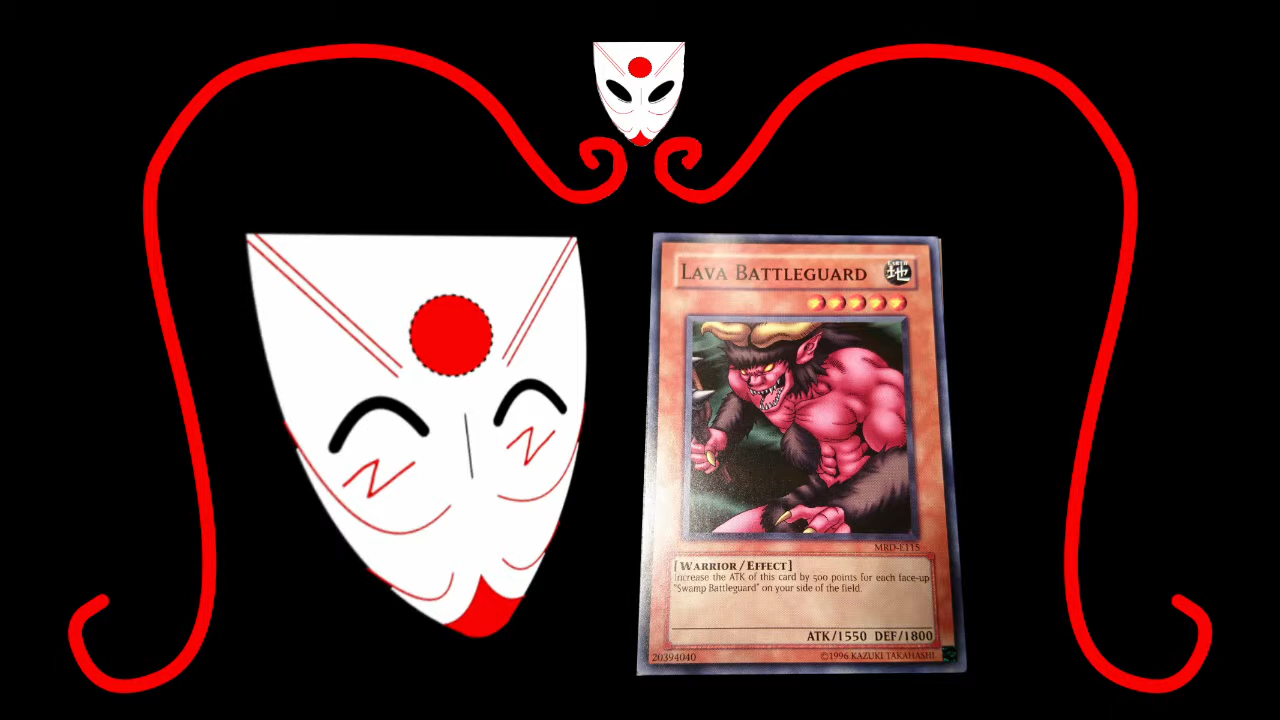 LAVA BATTLEGUARD
EARTH
地
MRD-E115
[WARRIOR/EFFECT]
Increase the ATK of this card by 500 points for each face-up
"Swamp Battleguard" on your side of the field.
ATK/1550 DEF/1800
20394040
©1996 KAZUKI TAKAHASHI